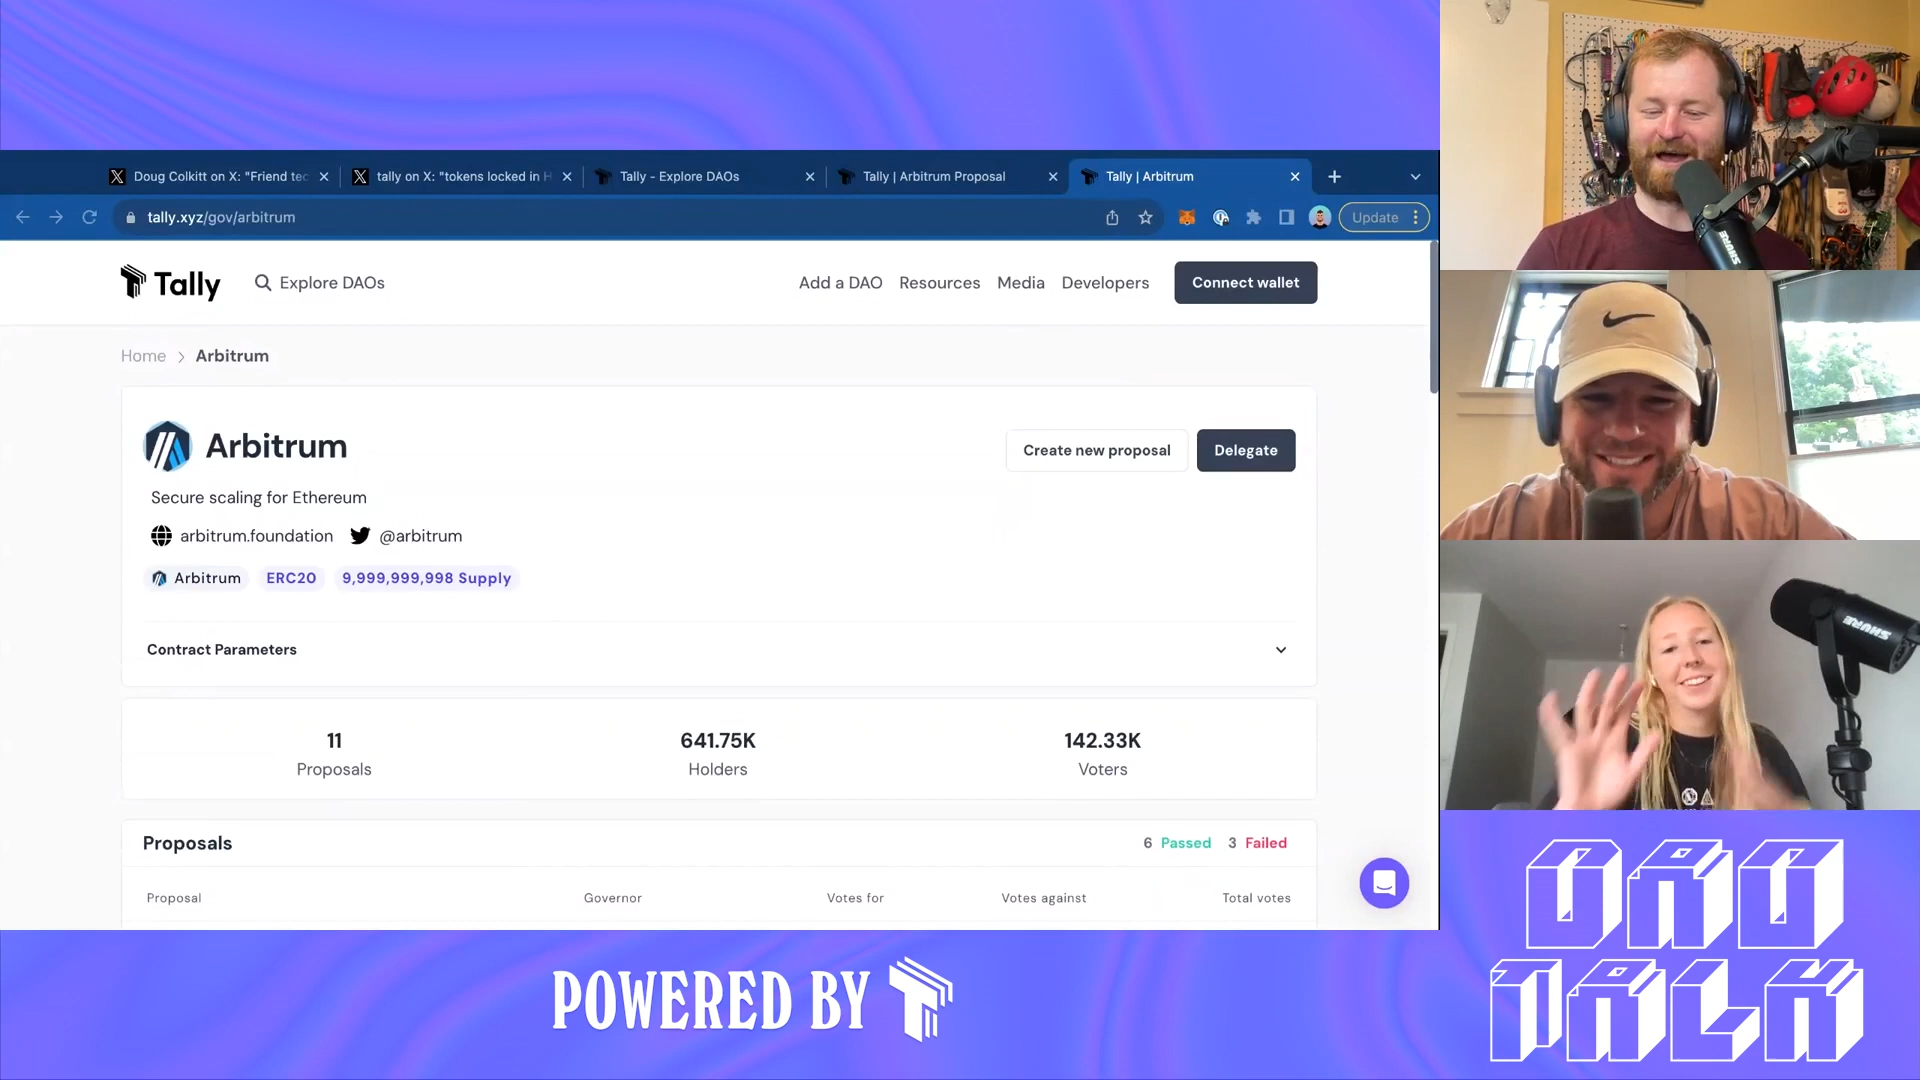 Doug Colkitt on X: "Friend tec
tally on X: "tokens locked in H
Tally - Explore DAOs
Tally | Arbitrum Proposal
Tally | Arbitrum
tally.xyz/gov/arbitrum
Update
Tally
Explore DAOs
Add a DAO
Resources
Media
Developers
Connect wallet
Home > Arbitrum
Arbitrum
Create new proposal
Delegate
Secure scaling for Ethereum
arbitrum.foundation
@arbitrum
Arbitrum
ERC20
9,999,999,998 Supply
Contract Parameters
11
Proposals
641.75K
Holders
142.33K
Voters
Proposals
6 Passed 3 Failed
Proposal Governor Votes for Votes against Total votes
SHURE
SHURE
DAO
TALK
POWERED BY